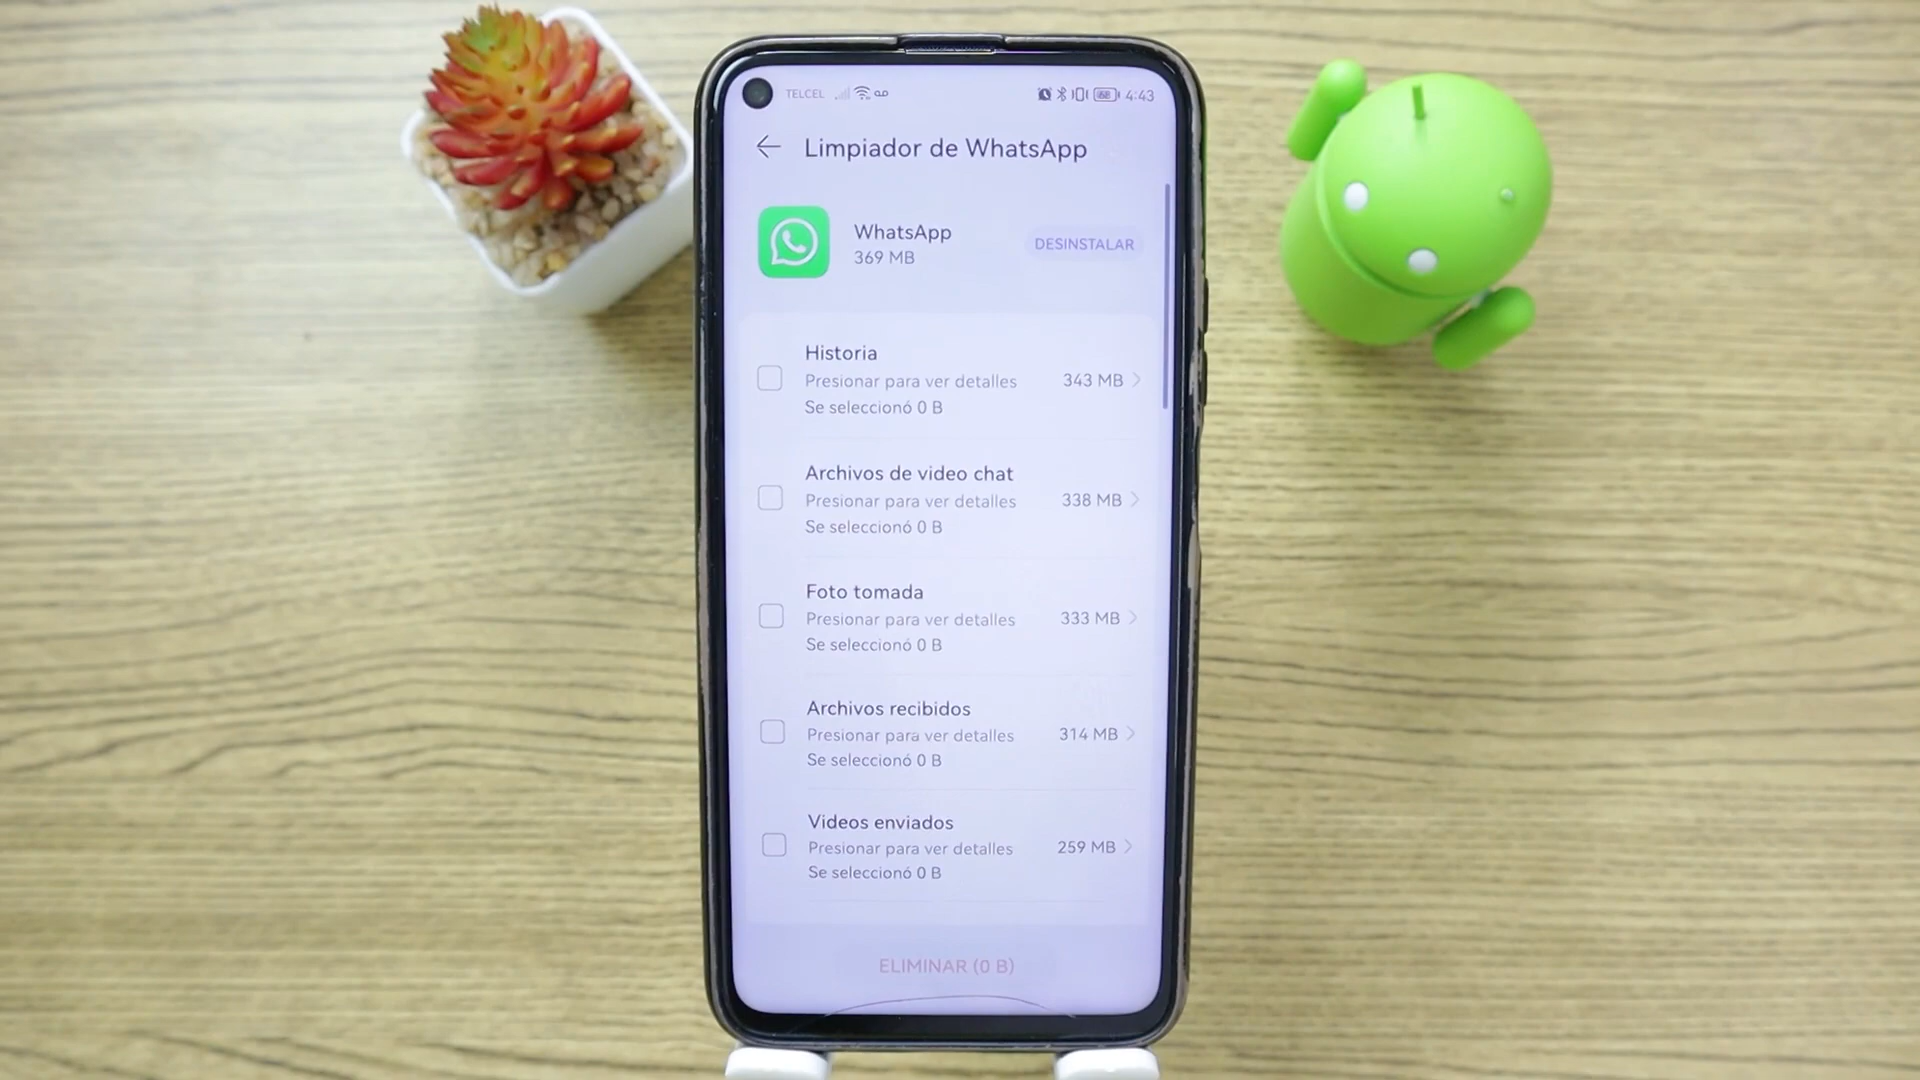 TELCEL
4:43
Limpiador de WhatsApp
WhatsApp
369 MB
DESINSTALAR
Historia
Presionar para ver detalles
343 MB
Se seleccionó 0 B
Archivos de video chat
Presionar para ver detalles
338 MB
Se seleccionó 0 B
Foto tomada
Presionar para ver detalles
333 MB
Se seleccionó 0 B
Archivos recibidos
Presionar para ver detalles
314 MB
Se seleccionó 0 B
Videos enviados
Presionar para ver detalles
259 MB
Se seleccionó 0 B
ELIMINAR (0 B)